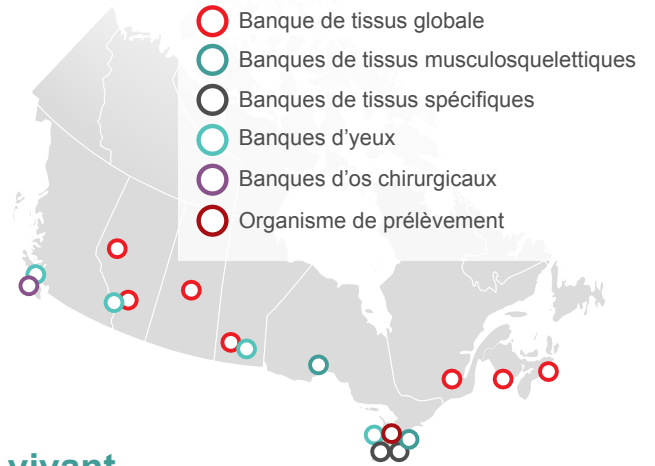 Banque de tissus globale
Banques de tissus musculosquelettiques
Banques de tissus spécifiques
Banques d'yeux
Banques d'os chirurgicaux
Organisme de prélèvement
vivant